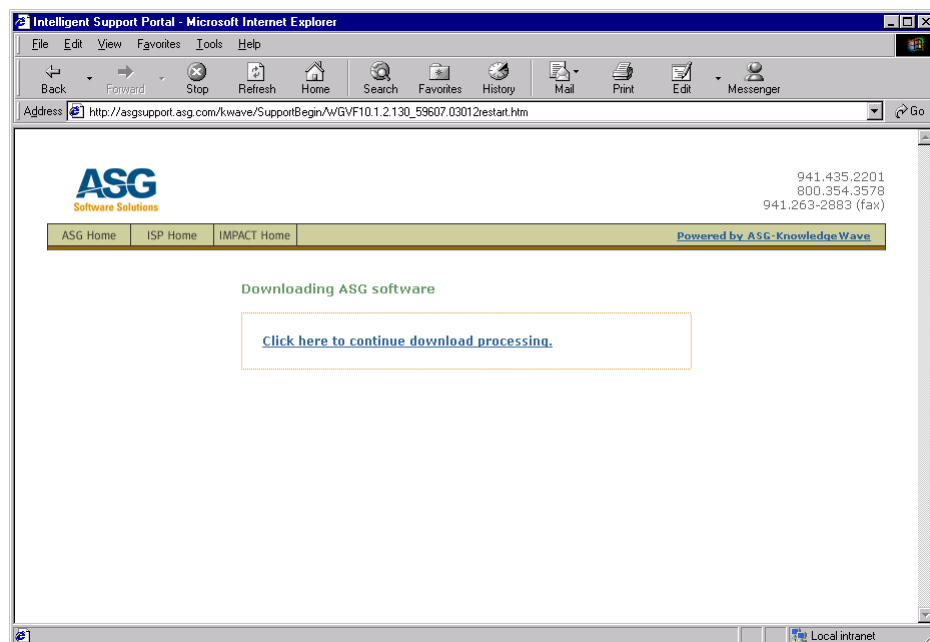 Intelligent Support Portal - Microsoft Internet Explorer
File Edit View Favorites Tools Help
Back Forward Stop Refresh Home Search Favorites History Mail Print Edit Messenger
Address http://asgsupport.asg.com/kwave/SupportBegin/WGVF10.1.2.130_59607.03012restart.htm Go
ASG
Software Solutions
941.435.2201
800.354.3578
941.263-2883 (fax)
ASG Home ISP Home IMPACT Home Powered by ASG-KnowledgeWave
Downloading ASG software
Click here to continue download processing.
Local intranet